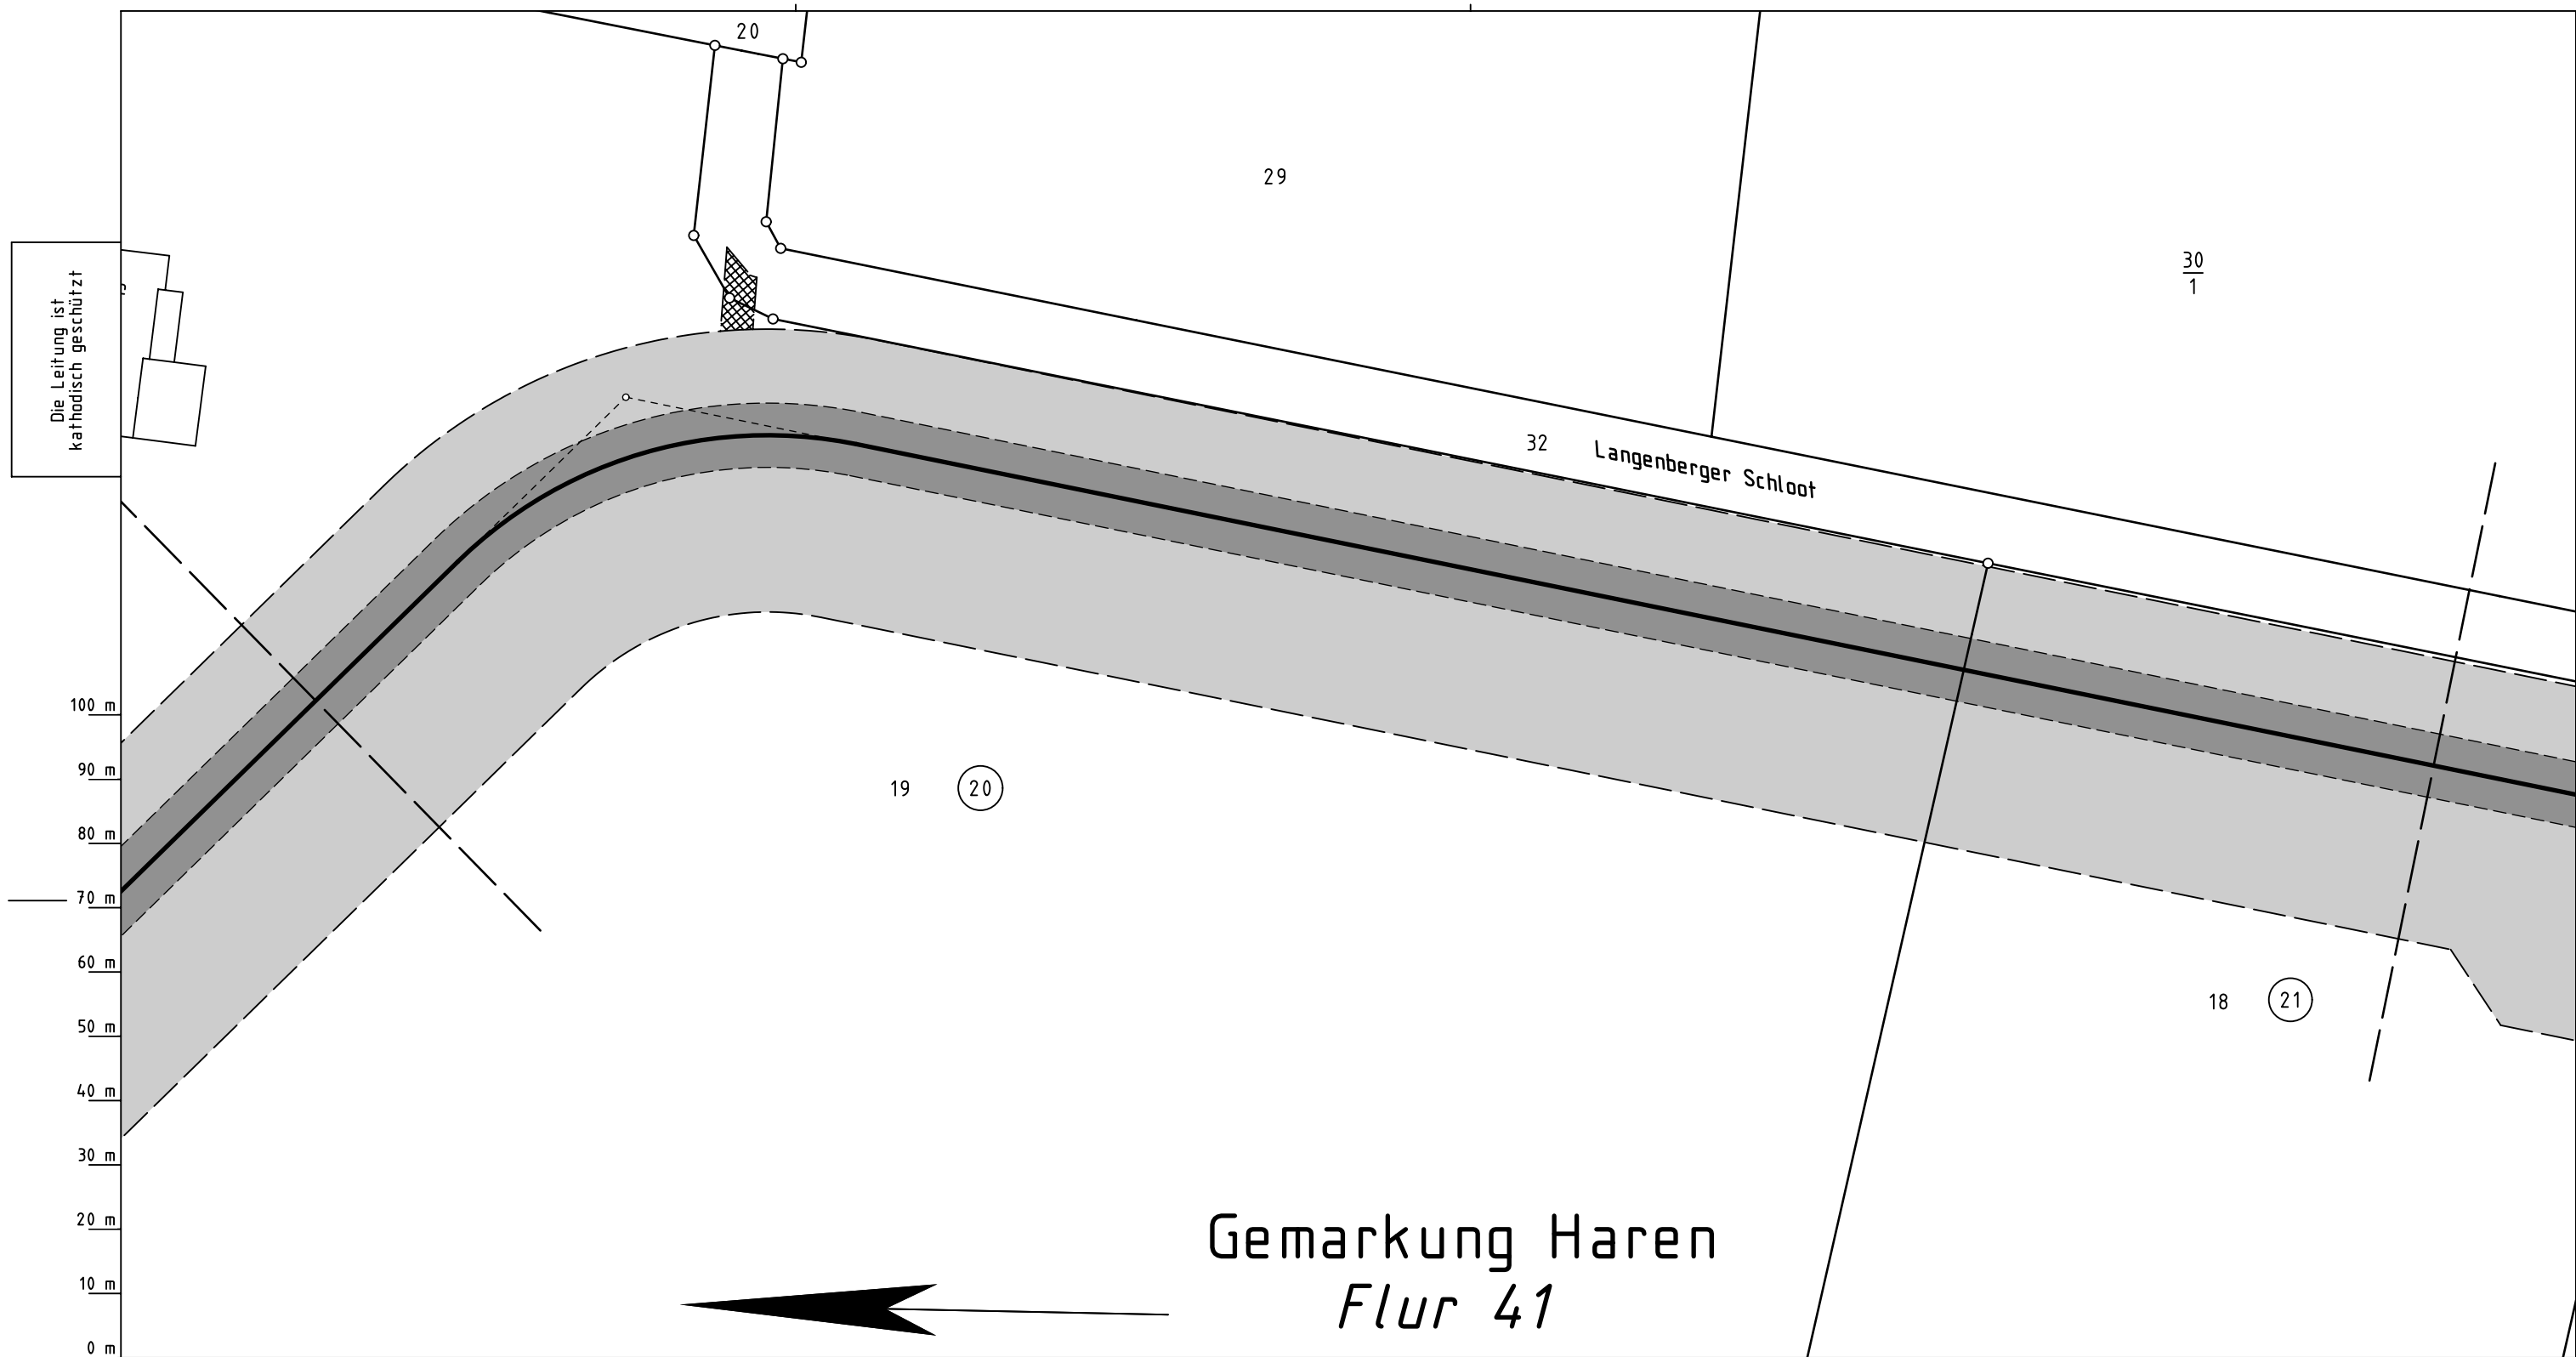 20
29
30
1
Die Leitung ist
kathodisch geschützt
32 Langenberger Schloot
100 m
90 m
80 m
70 m
60 m
50 m
40 m
30 m
20 m
10 m
0 m
19 20
18 21
Gemarkung Haren
Flur 41